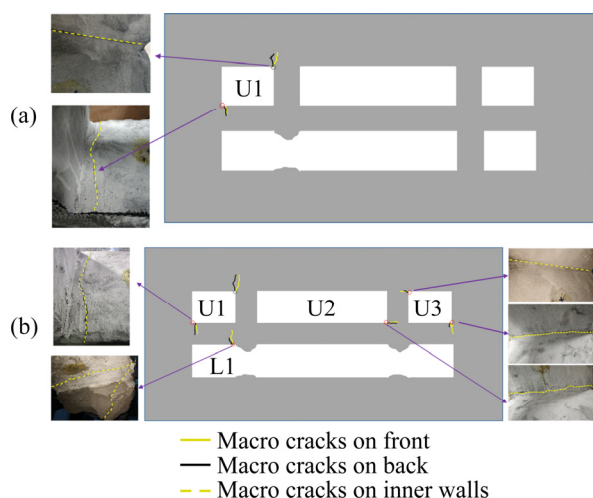 (a)
U1
(b)
U1
U2
U3
L1
Macro cracks on front
Macro cracks on back
Macro cracks on inner walls